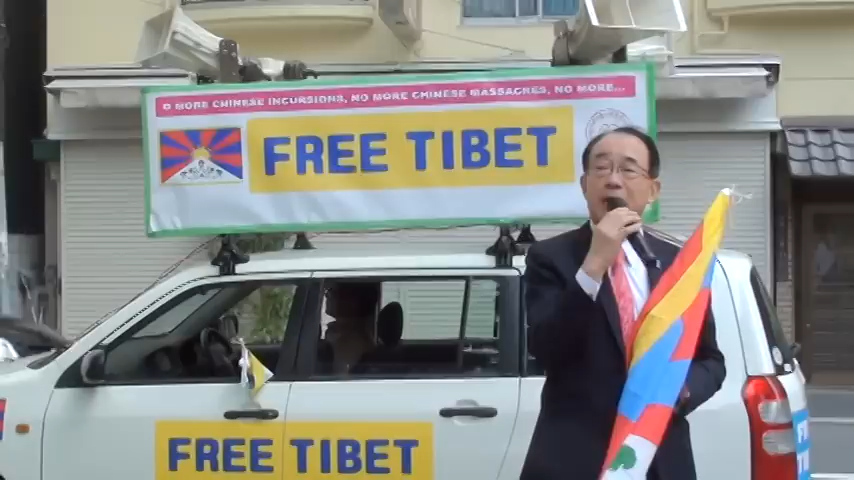 O MORE CHINESE INCURSIONS, NO MORE CHINESE MASSACRES, NO MORE...
FREE TIBET
FREE TIBET